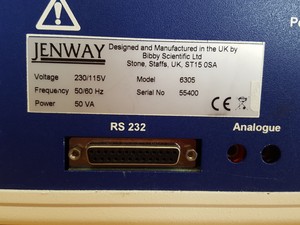 Po
JENWAY
Designed and Manufactured in the UK by
Bibby Scientific Ltd
Stone, Staffs, UK, ST15 0SA
Voltage 230/115V Model 6305
Frequency 50/60 Hz Serial No 55400
Power 50 VA
RS 232 Analogue